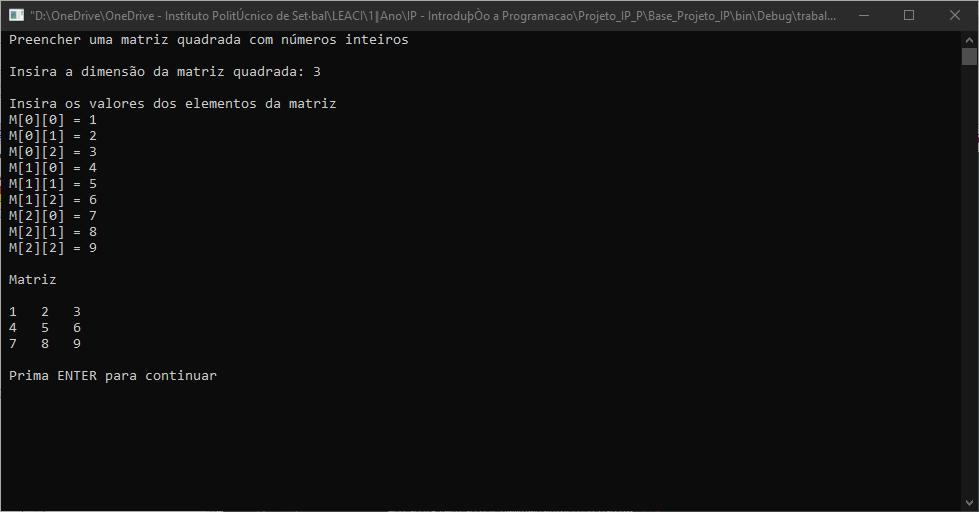 "D:\OneDrive\OneDrive - Instituto PolitÚcnico de Set·bal\LEACI\1║Ano\IP - IntroduþÒo a Programacao\Projeto_IP_P\Base_Projeto_IP\bin\Debug\trabal...
Preencher uma matriz quadrada com números inteiros
Insira a dimensão da matriz quadrada: 3
Insira os valores dos elementos da matriz
M[0][0] = 1
M[0][1] = 2
M[0][2] = 3
M[1][0] = 4
M[1][1] = 5
M[1][2] = 6
M[2][0] = 7
M[2][1] = 8
M[2][2] = 9
Matriz
1   2   3
4   5   6
7   8   9
Prima ENTER para continuar